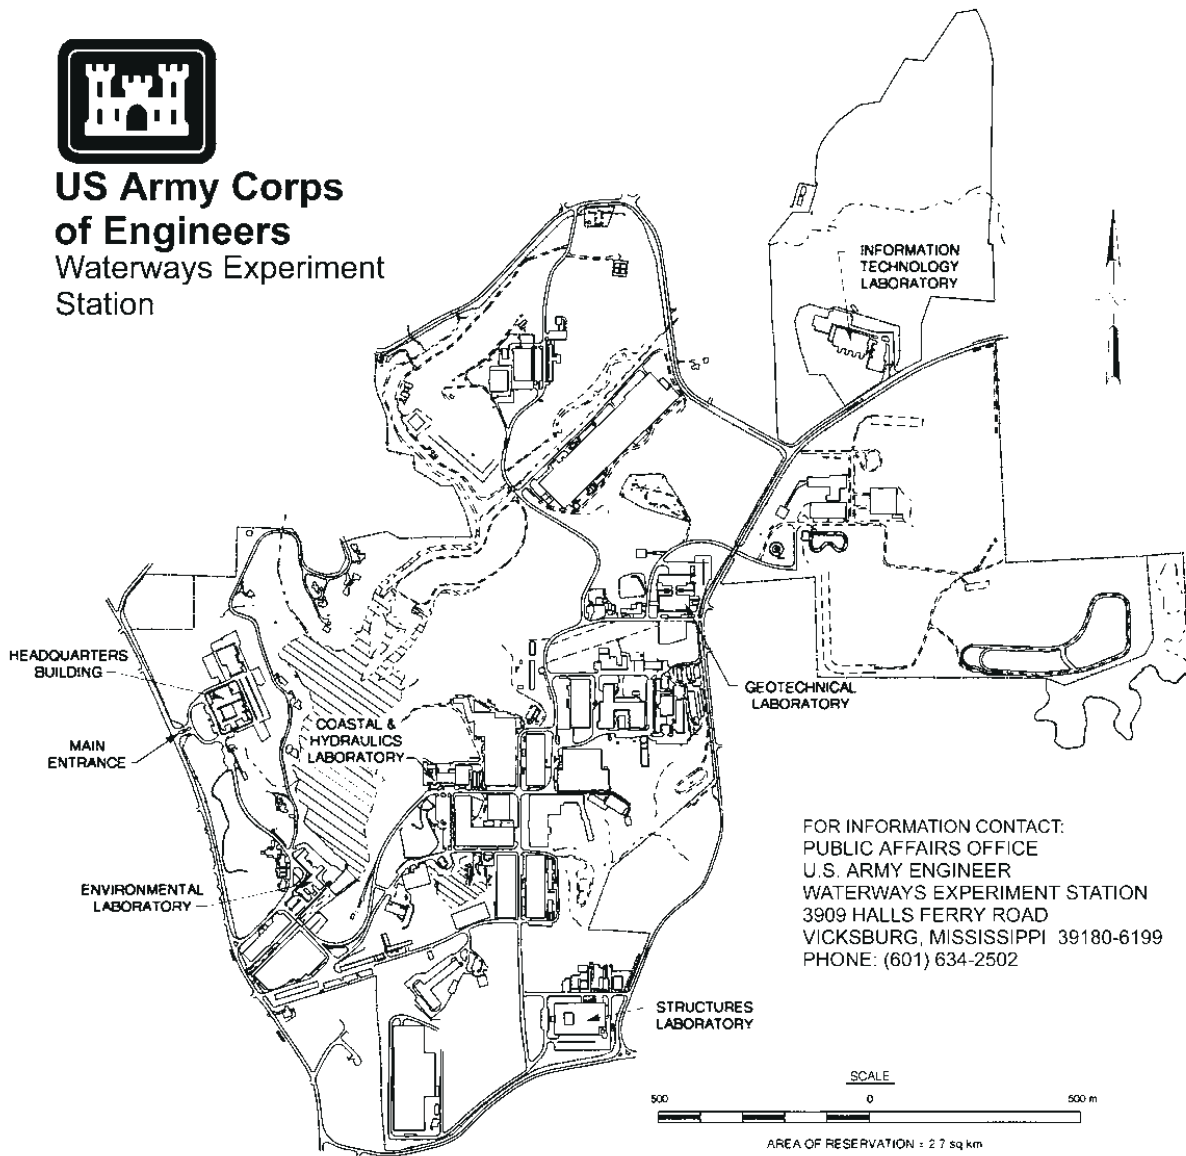 US Army Corps
of Engineers
Waterways Experiment
Station
INFORMATION
TECHNOLOGY
LABORATORY
HEADQUARTERS
BUILDING
MAIN
ENTRANCE
COASTAL &
HYDRAULICS
LABORATORY
GEOTECHNICAL
LABORATORY
ENVIRONMENTAL
LABORATORY
STRUCTURES
LABORATORY
FOR INFORMATION CONTACT:
PUBLIC AFFAIRS OFFICE
U.S. ARMY ENGINEER
WATERWAYS EXPERIMENT STATION
3909 HALLS FERRY ROAD
VICKSBURG, MISSISSIPPI 39180-6199
PHONE: (601) 634-2502
SCALE
500 0 500 m
AREA OF RESERVATION : 2.7 sq km